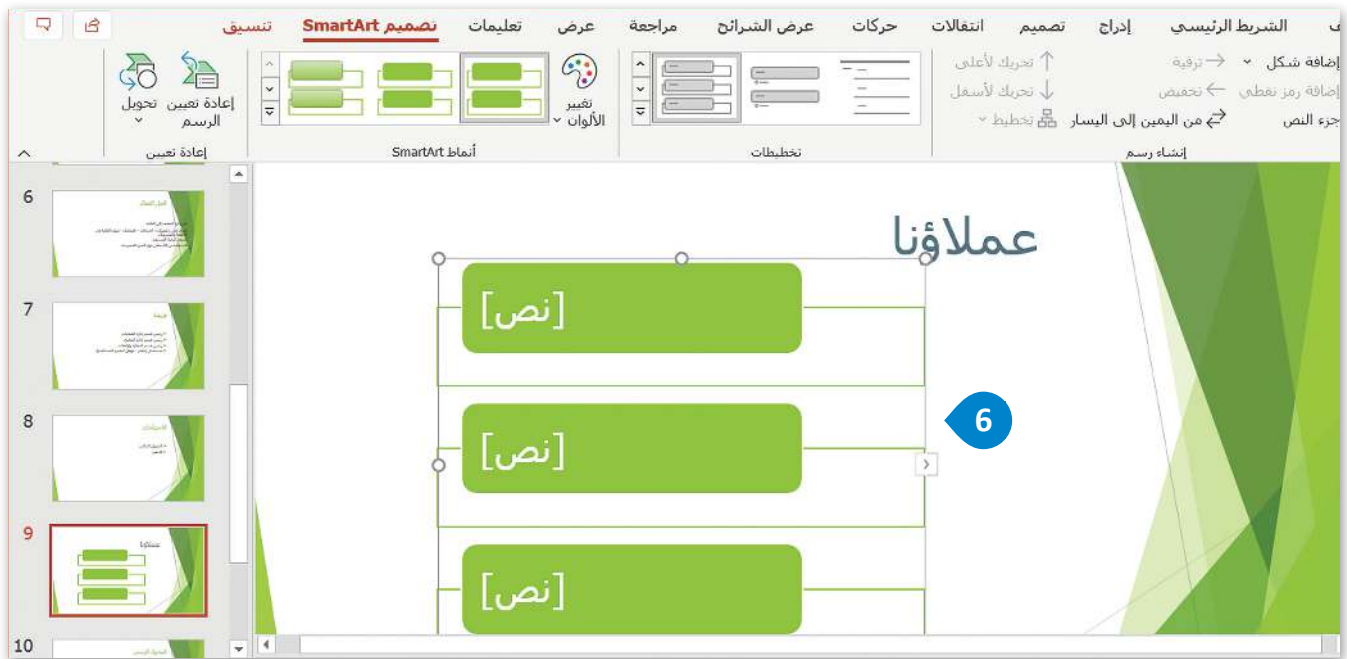 ف الشريط الرئيسي إدراج تصميم انتقالات حركات عرض الشرائح مراجعة عرض تعليمات تصميم SmartArt تنسيق
إضافة شكل
ترقية
تحريك لأعلى
إضافة رمز نقطي
تخفيض
تحريك لأسفل
جزء النص
من اليمين إلى اليسار
تخطيط
إنشاء رسم
تخطيطات
تغيير
الألوان
أنماط SmartArt
إعادة تعيين
الرسم
تحويل
إعادة تعيين
عملاؤنا
[نص]
[نص]
[نص]
6
6
7
8
9
عملاؤنا
10